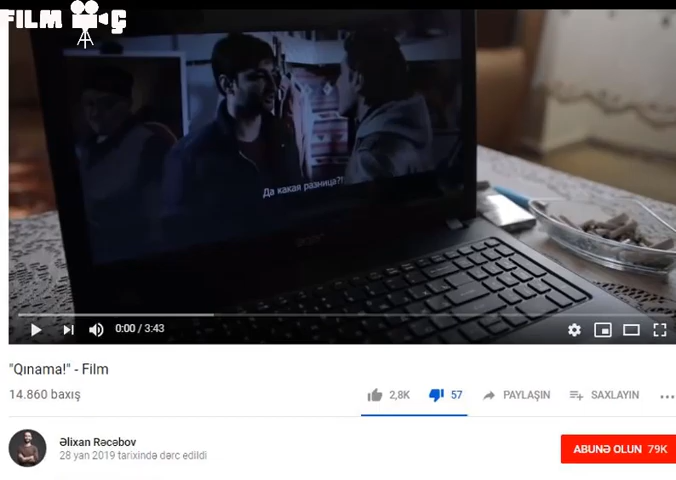 FILM Ç
Да какая разница?!
acer
0:00 / 3:43
"Qınama!" - Film
14.860 baxış
2,8K
57
PAYLAŞIN
SAXLAYIN
Əlixan Rəcəbov
28 yan 2019 tarixində dərc edildi
ABUNƏ OLUN 79K